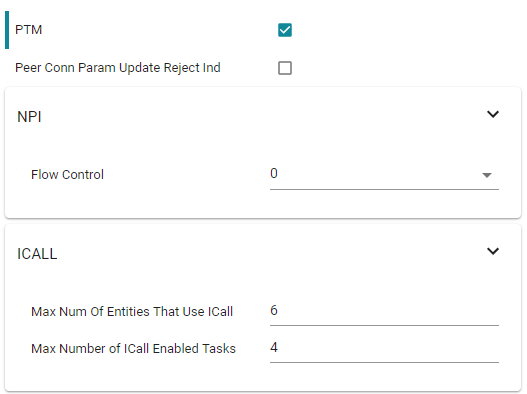 PTM
Peer Conn Param Update Reject Ind
NPI
Flow Control 0
ICALL
Max Num Of Entities That Use ICall 6
Max Number of ICall Enabled Tasks 4